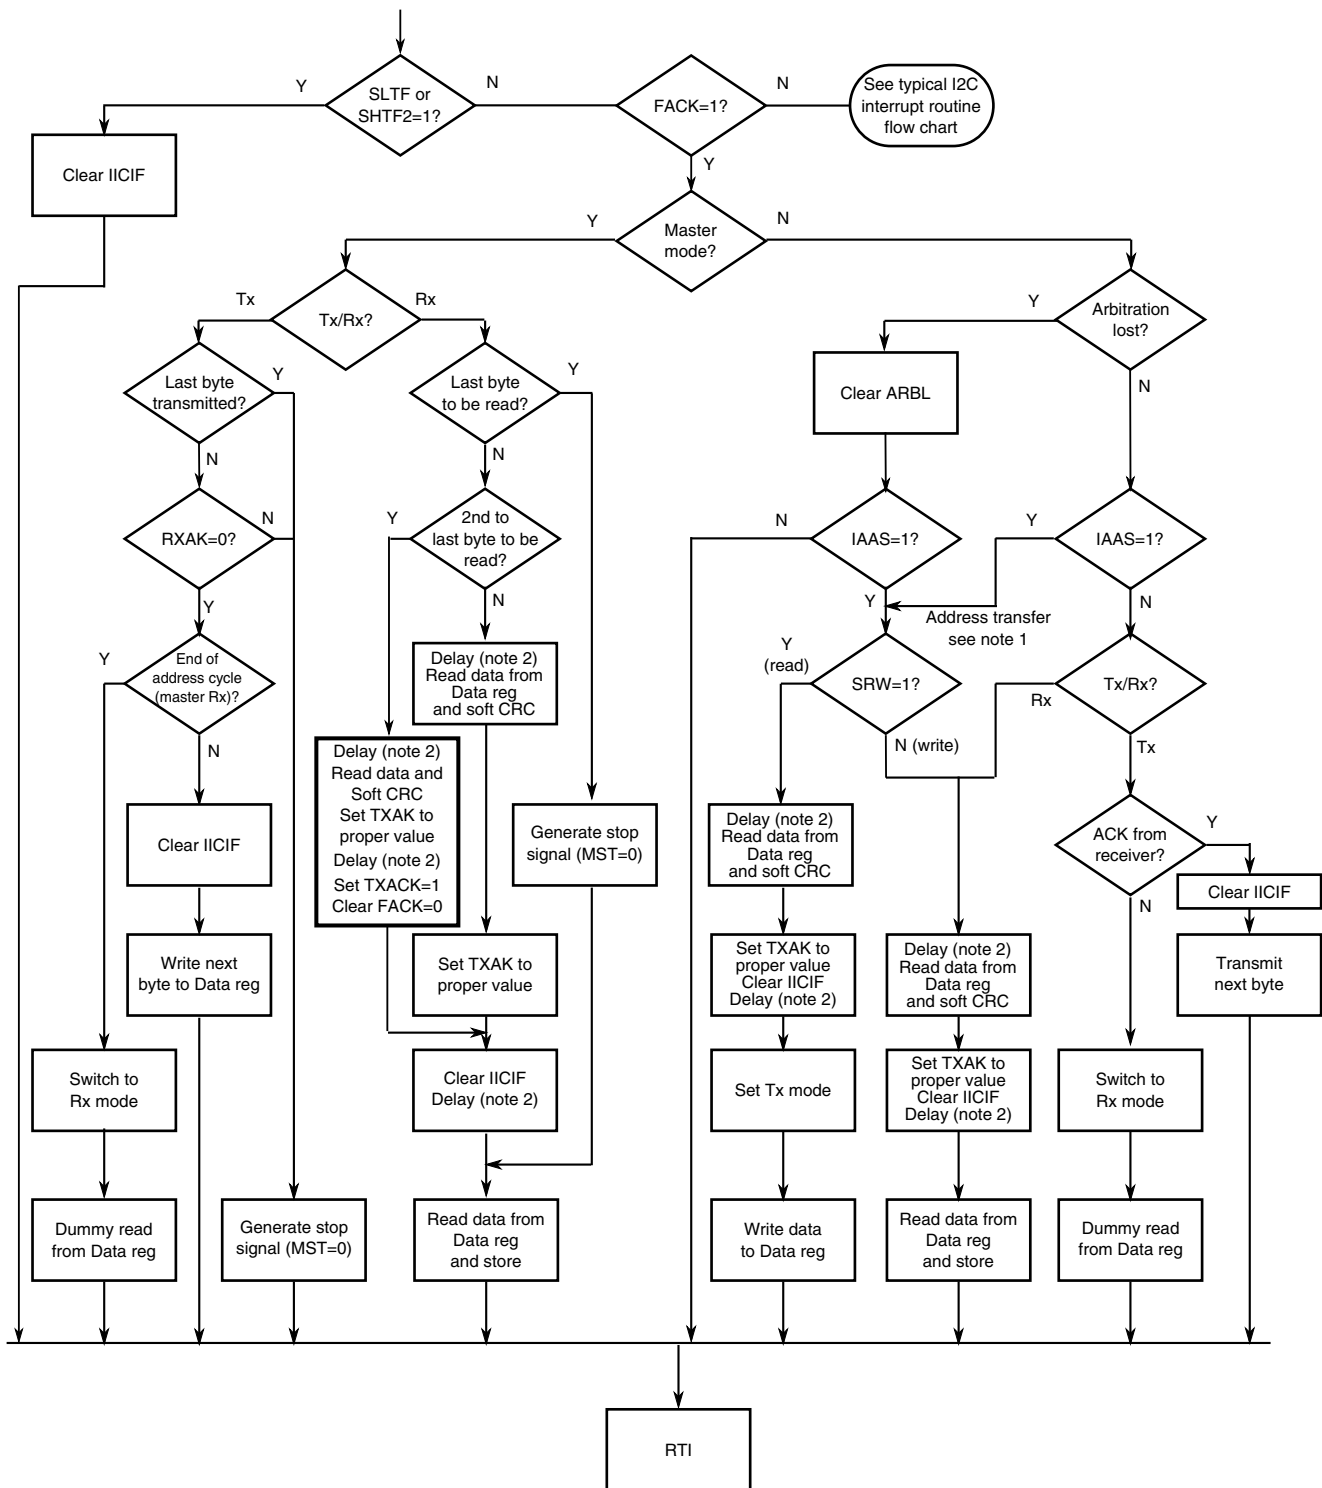 Y
SLTF or
SHTF2=1?
N
FACK=1?
N
See typical I2C
interrupt routine
flow chart
Clear IICIF
Y
Y
Master
mode?
N
Tx
Tx/Rx?
Rx
Y
Arbitration
lost?
Last byte
transmitted?
Y
Last byte
to be read?
Y
Clear ARBL
N
N
N
RXAK=0?
N
Y
2nd to
last byte to be
read?
N
IAAS=1?
Y
IAAS=1?
Y
N
Y
Address transfer
see note 1
N
Y
End of
address cycle
(master Rx)?
Delay (note 2)
Read data from
Data reg
and soft CRC
Y
(read)
SRW=1?
Rx
Tx/Rx?
N
N (write)
Tx
Delay (note 2)
Read data and
Soft CRC
Set TXAK to
proper value
Delay (note 2)
Set TXACK=1
Clear FACK=0
Clear IICIF
Generate stop
signal (MST=0)
Delay (note 2)
Read data from
Data reg
and soft CRC
ACK from
receiver?
Y
Clear IICIF
N
Write next
byte to Data reg
Set TXAK to
proper value
Set TXAK to
proper value
Clear IICIF
Delay (note 2)
Delay (note 2)
Read data from
Data reg
and soft CRC
Transmit
next byte
Switch to
Rx mode
Clear IICIF
Delay (note 2)
Set Tx mode
Set TXAK to
proper value
Clear IICIF
Delay (note 2)
Switch to
Rx mode
Dummy read
from Data reg
Generate stop
signal (MST=0)
Read data from
Data reg
and store
Write data
to Data reg
Read data from
Data reg
and store
Dummy read
from Data reg
RTI